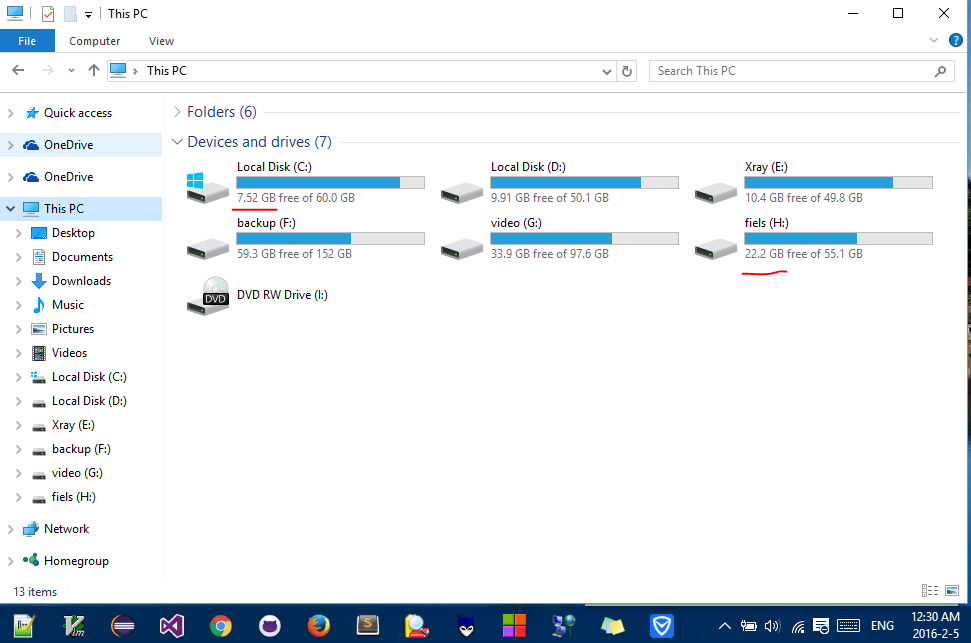 This PC
File Computer View
This PC
Search This PC
Quick access
OneDrive
OneDrive
This PC
Desktop
Documents
Downloads
Music
Pictures
Videos
Local Disk (C:)
Local Disk (D:)
Xray (E:)
backup (F:)
video (G:)
fiels (H:)
Network
Homegroup
Folders (6)
Devices and drives (7)
Local Disk (C:)
7.52 GB free of 60.0 GB
Local Disk (D:)
9.91 GB free of 50.1 GB
Xray (E:)
10.4 GB free of 49.8 GB
backup (F:)
59.3 GB free of 152 GB
video (G:)
33.9 GB free of 97.6 GB
fiels (H:)
22.2 GB free of 55.1 GB
DVD
DVD RW Drive (I:)
13 items
Vim
S
ENG
12:30 AM
2016-2-1